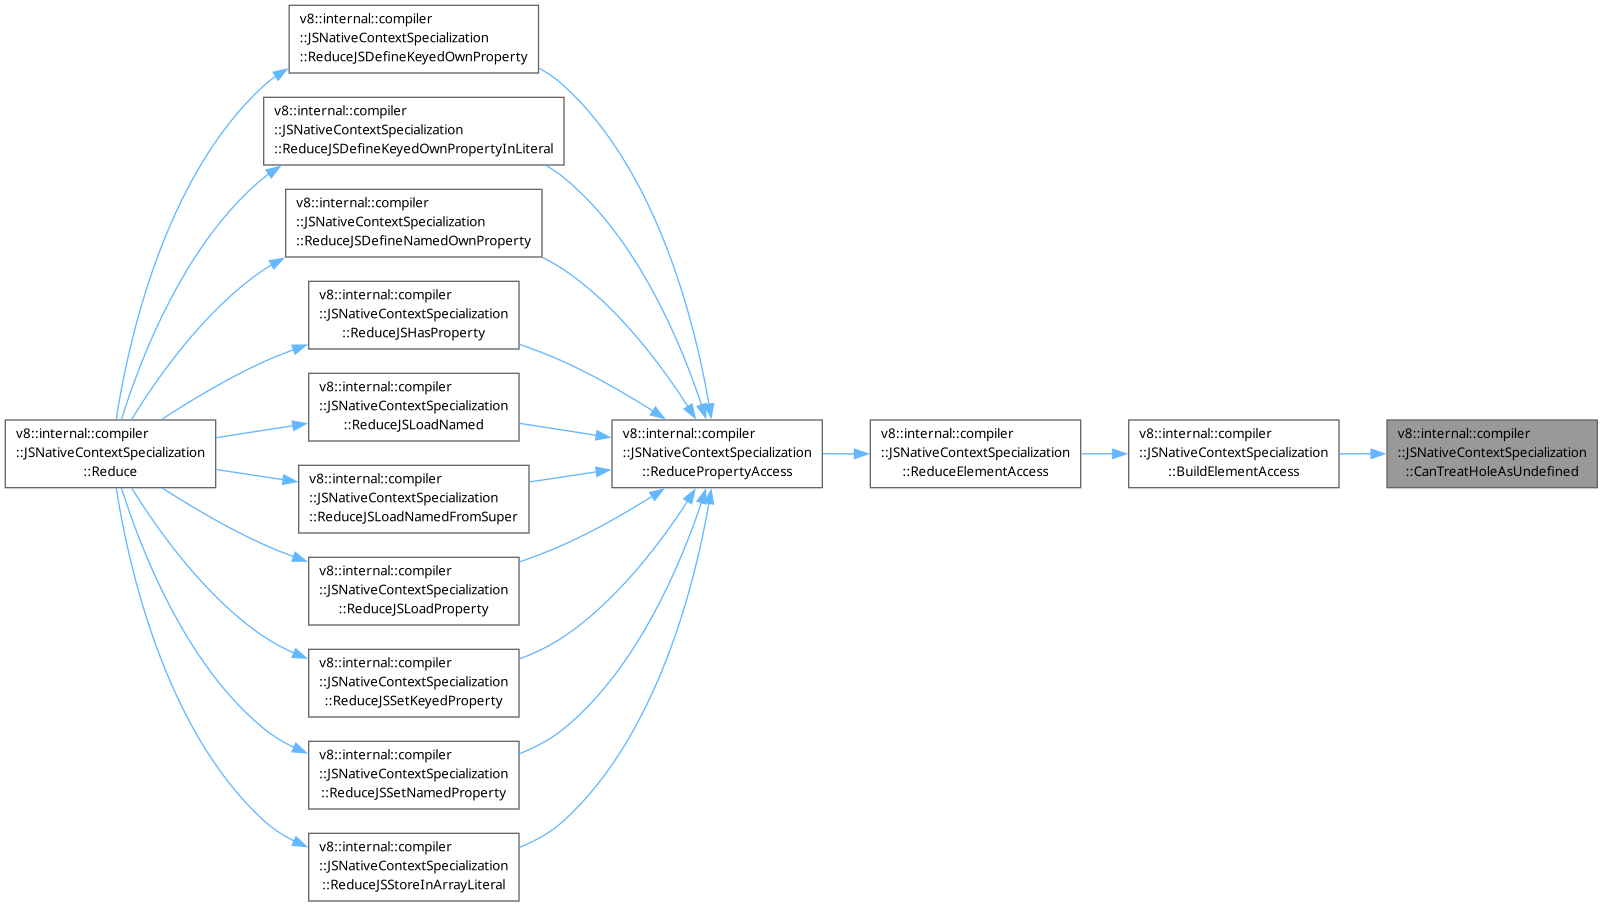 v8::internal::compiler
::JSNativeContextSpecialization
::ReduceJSDefineKeyedOwnProperty
v8::internal::compiler
::JSNativeContextSpecialization
::ReduceJSDefineKeyedOwnPropertyInLiteral
v8::internal::compiler
::JSNativeContextSpecialization
::ReduceJSDefineNamedOwnProperty
v8::internal::compiler
::JSNativeContextSpecialization
::ReduceJSHasProperty
v8::internal::compiler
::JSNativeContextSpecialization
::ReduceJSLoadNamed
v8::internal::compiler
::JSNativeContextSpecialization
::Reduce
v8::internal::compiler
::JSNativeContextSpecialization
::ReducePropertyAccess
v8::internal::compiler
::JSNativeContextSpecialization
::ReduceElementAccess
v8::internal::compiler
::JSNativeContextSpecialization
::BuildElementAccess
v8::internal::compiler
::JSNativeContextSpecialization
::CanTreatHoleAsUndefined
v8::internal::compiler
::JSNativeContextSpecialization
::ReduceJSLoadNamedFromSuper
v8::internal::compiler
::JSNativeContextSpecialization
::ReduceJSLoadProperty
v8::internal::compiler
::JSNativeContextSpecialization
::ReduceJSSetKeyedProperty
v8::internal::compiler
::JSNativeContextSpecialization
::ReduceJSSetNamedProperty
v8::internal::compiler
::JSNativeContextSpecialization
::ReduceJSStoreInArrayLiteral